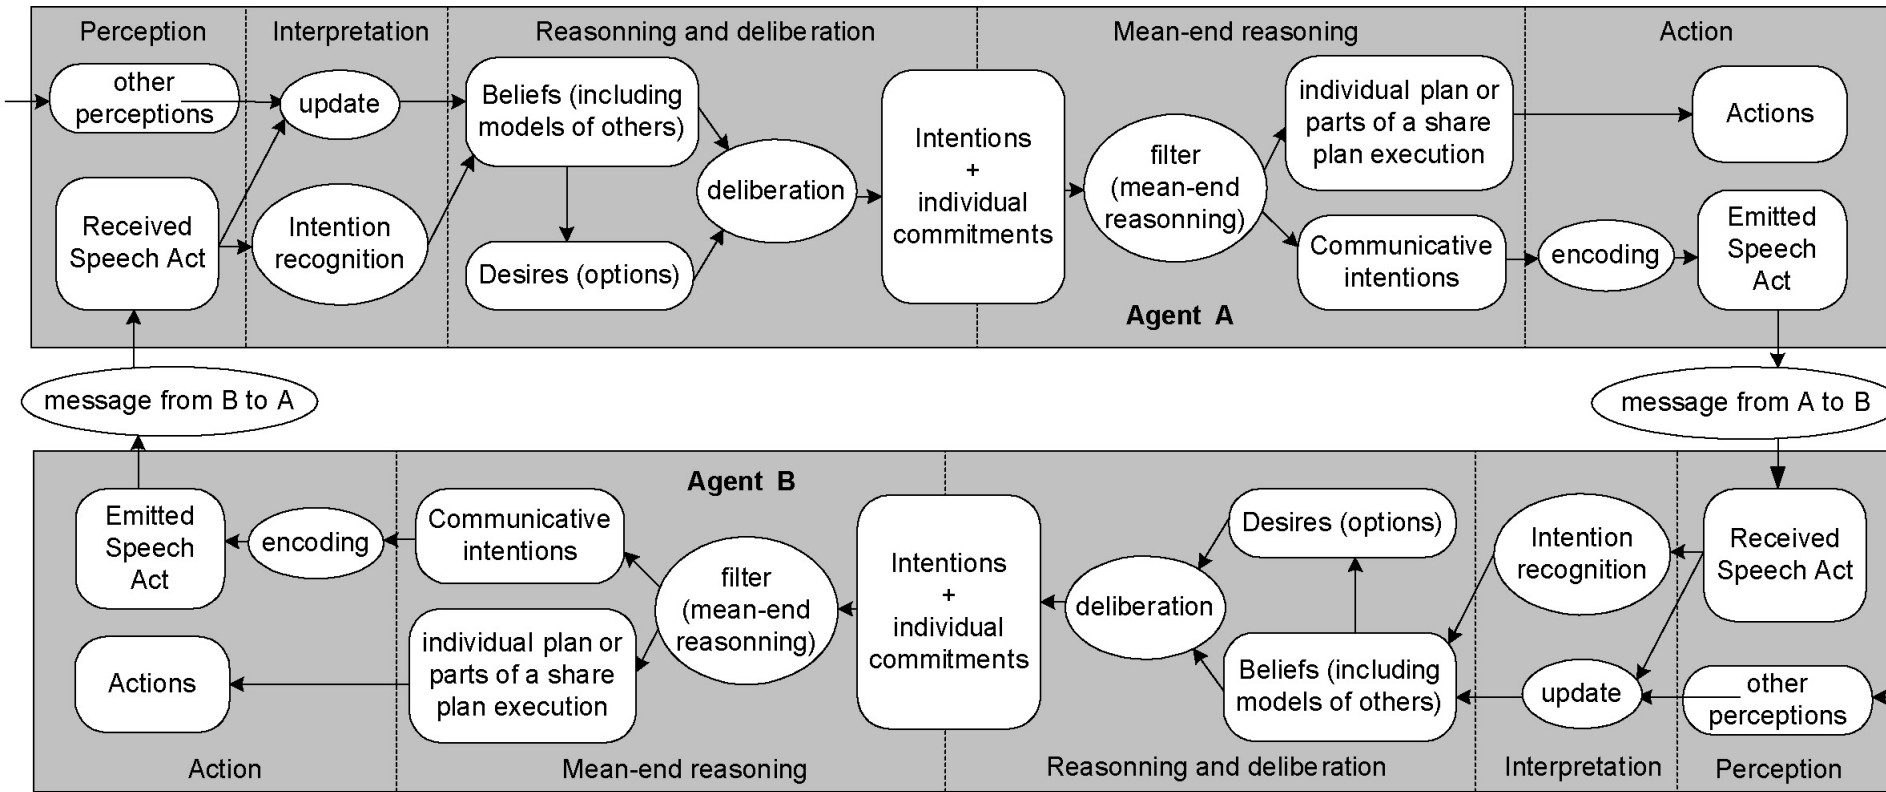 Perception
Interpretation
Reasonning and deliberation
Mean-end reasoning
Action
other
perceptions
update
Beliefs (including
models of others)
Received
Speech Act
Intention
recognition
Desires (options)
deliberation
Intentions
+
individual
commitments
filter
(mean-end
reasonning)
individual plan or
parts of a share
plan execution
Communicative
intentions
Actions
encoding
Emitted
Speech
Act
Agent A
message from B to A
message from A to B
Agent B
Emitted
Speech
Act
encoding
Communicative
intentions
Actions
individual plan or
parts of a share
plan execution
filter
(mean-end
reasonning)
Intentions
+
individual
commitments
deliberation
Desires (options)
Beliefs (including
models of others)
Intention
recognition
update
Received
Speech Act
other
perceptions
Action
Mean-end reasoning
Reasonning and deliberation
Interpretation
Perception